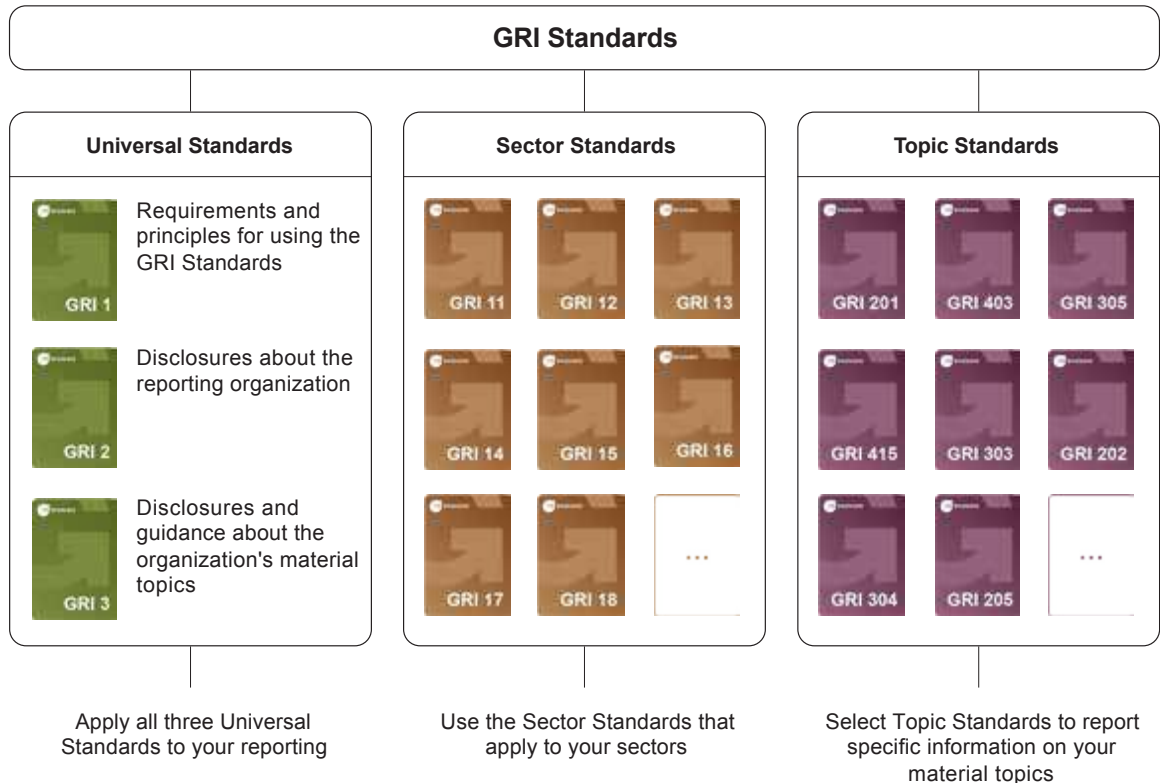 GRI Standards
Universal Standards
GRI 1
Requirements and
principles for using the
GRI Standards
GRI 2
Disclosures about the
reporting organization
GRI 3
Disclosures and
guidance about the
organization's material
topics
Apply all three Universal
Standards to your reporting
Sector Standards
GRI 11 GRI 12 GRI 13
GRI 14 GRI 15 GRI 16
GRI 17 GRI 18 ...
Use the Sector Standards that
apply to your sectors
Topic Standards
GRI 201 GRI 403 GRI 305
GRI 415 GRI 303 GRI 202
GRI 304 GRI 205 ...
Select Topic Standards to report
specific information on your
material topics